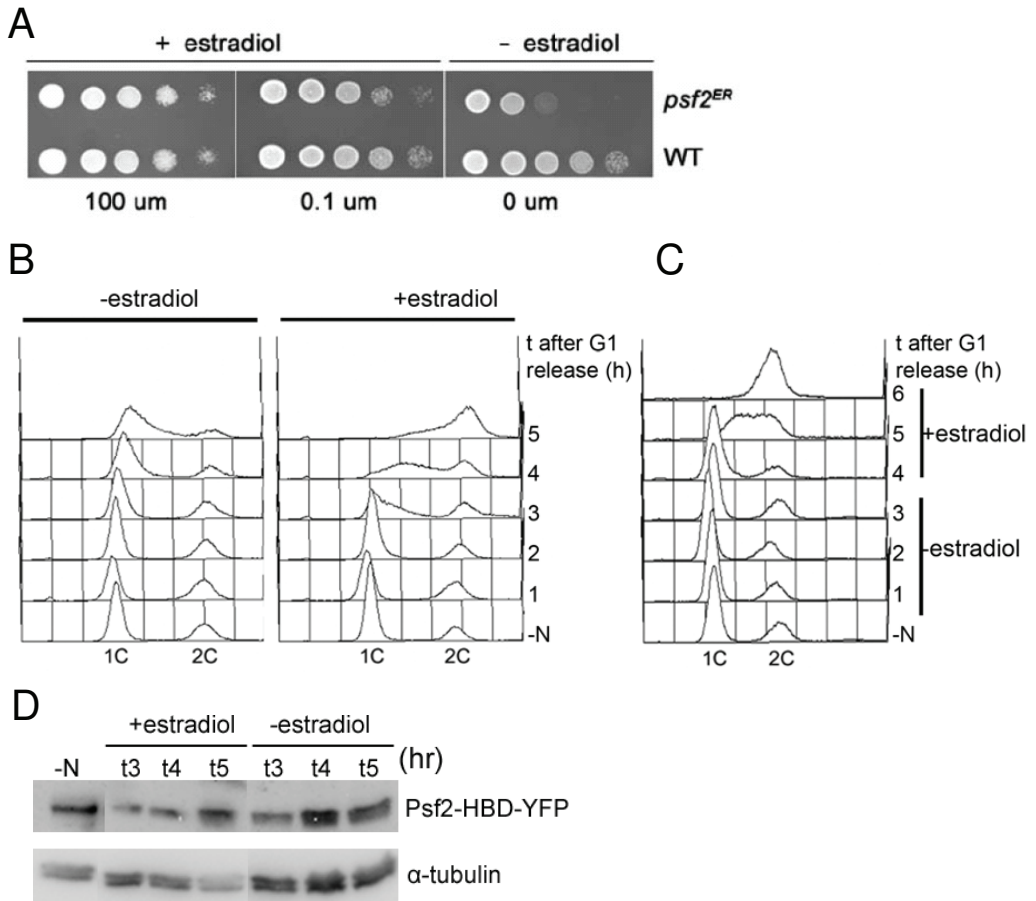 A
+ estradiol
- estradiol
psf2ER
WT
100 um
0.1 um
0 um
B
-estradiol
+estradiol
t after G1
release (h)
5
4
3
2
1
-N
1C
2C
1C
2C
C
t after G1
release (h)
6
5
+estradiol
4
3
2
-estradiol
1
-N
1C
2C
D
+estradiol
-estradiol
-N
t3
t4
t5
t3
t4
t5
(hr)
Psf2-HBD-YFP
α-tubulin